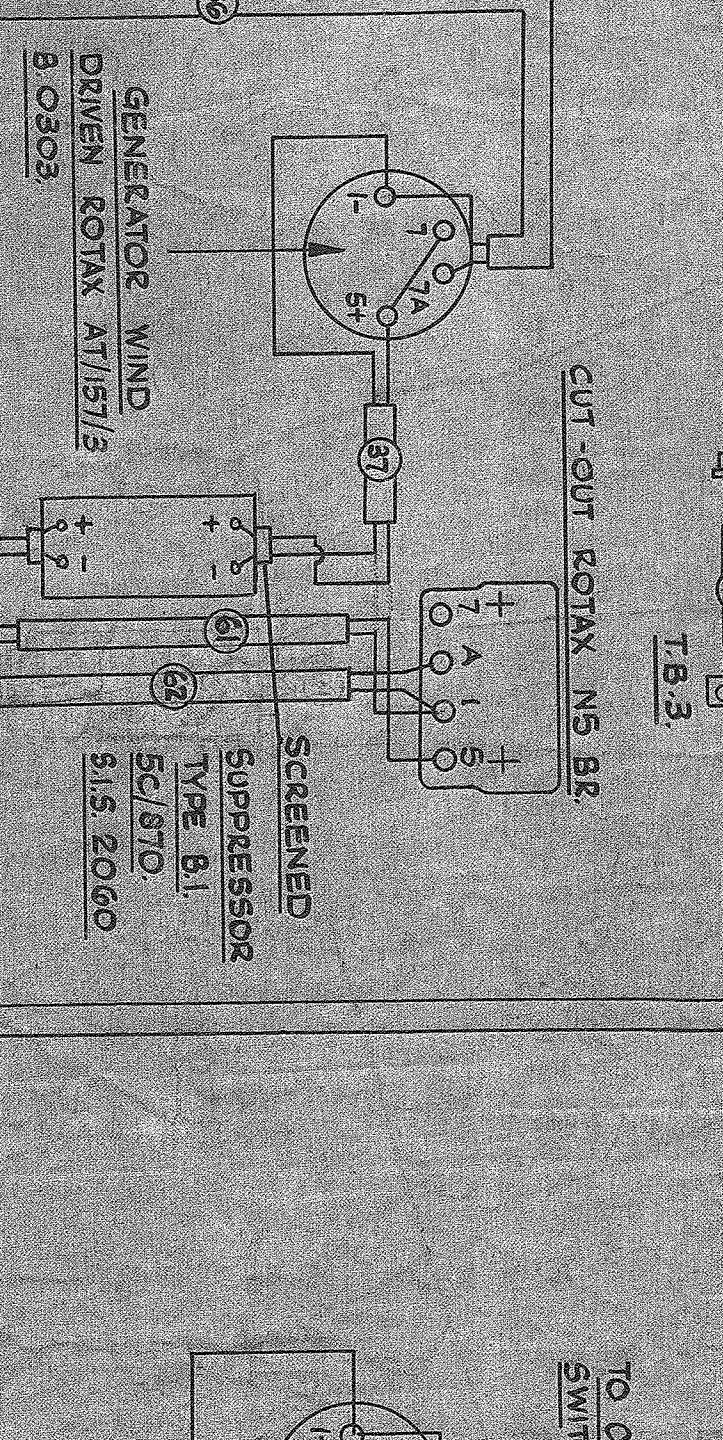 TO
SWIT
T.B.3.
CUT-OUT ROTAX N5 BR.
+ +
7 A 1 5
1- 7 7A 5+
37
GENERATOR WIND
DRIVEN ROTAX AT/157/3
B 0303.
+ -
+ -
61
62
SCREENED
SUPPRESSOR
TYPE B.1.
5C/870.
S.I.S. 2060